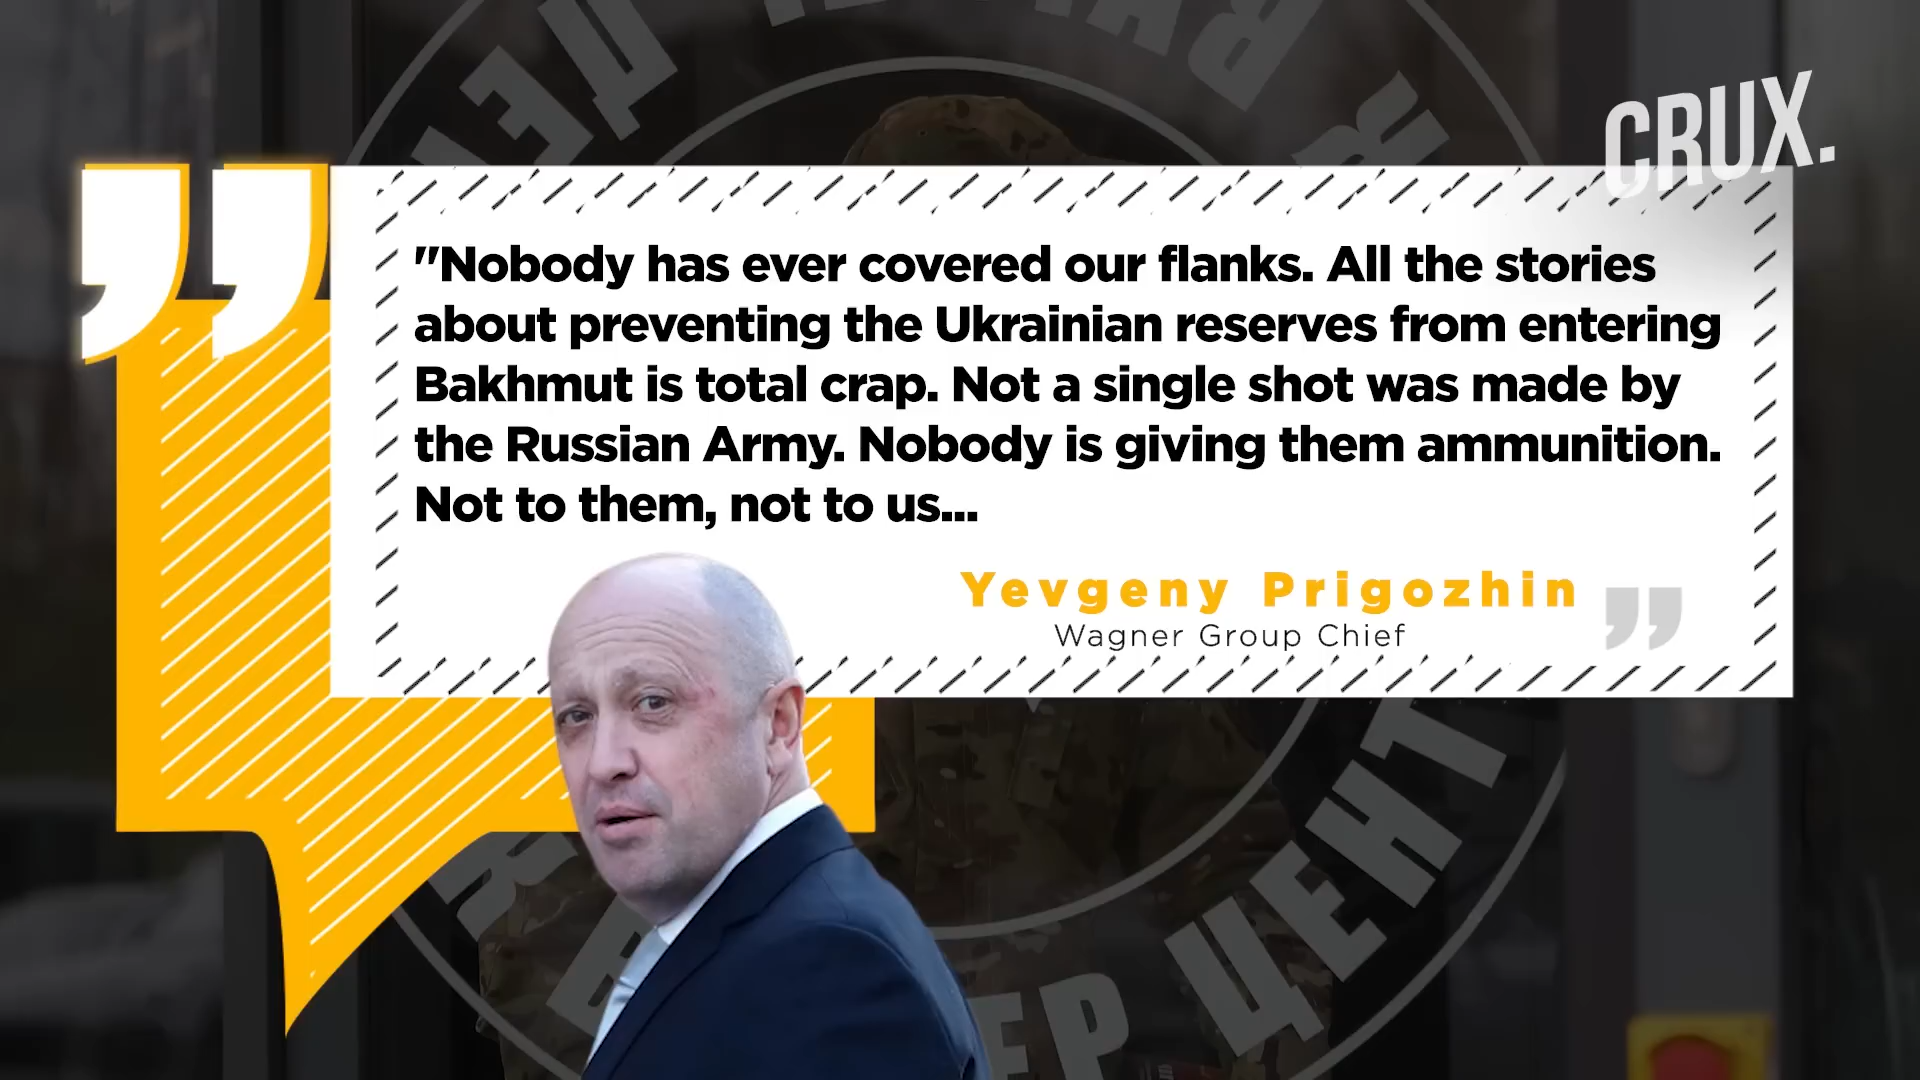 CRUX.
"Nobody has ever covered our flanks. All the stories
about preventing the Ukrainian reserves from entering
Bakhmut is total crap. Not a single shot was made by
the Russian Army. Nobody is giving them ammunition.
Not to them, not to us...
Yevgeny Prigozhin
Wagner Group Chief
ЦЕНТР